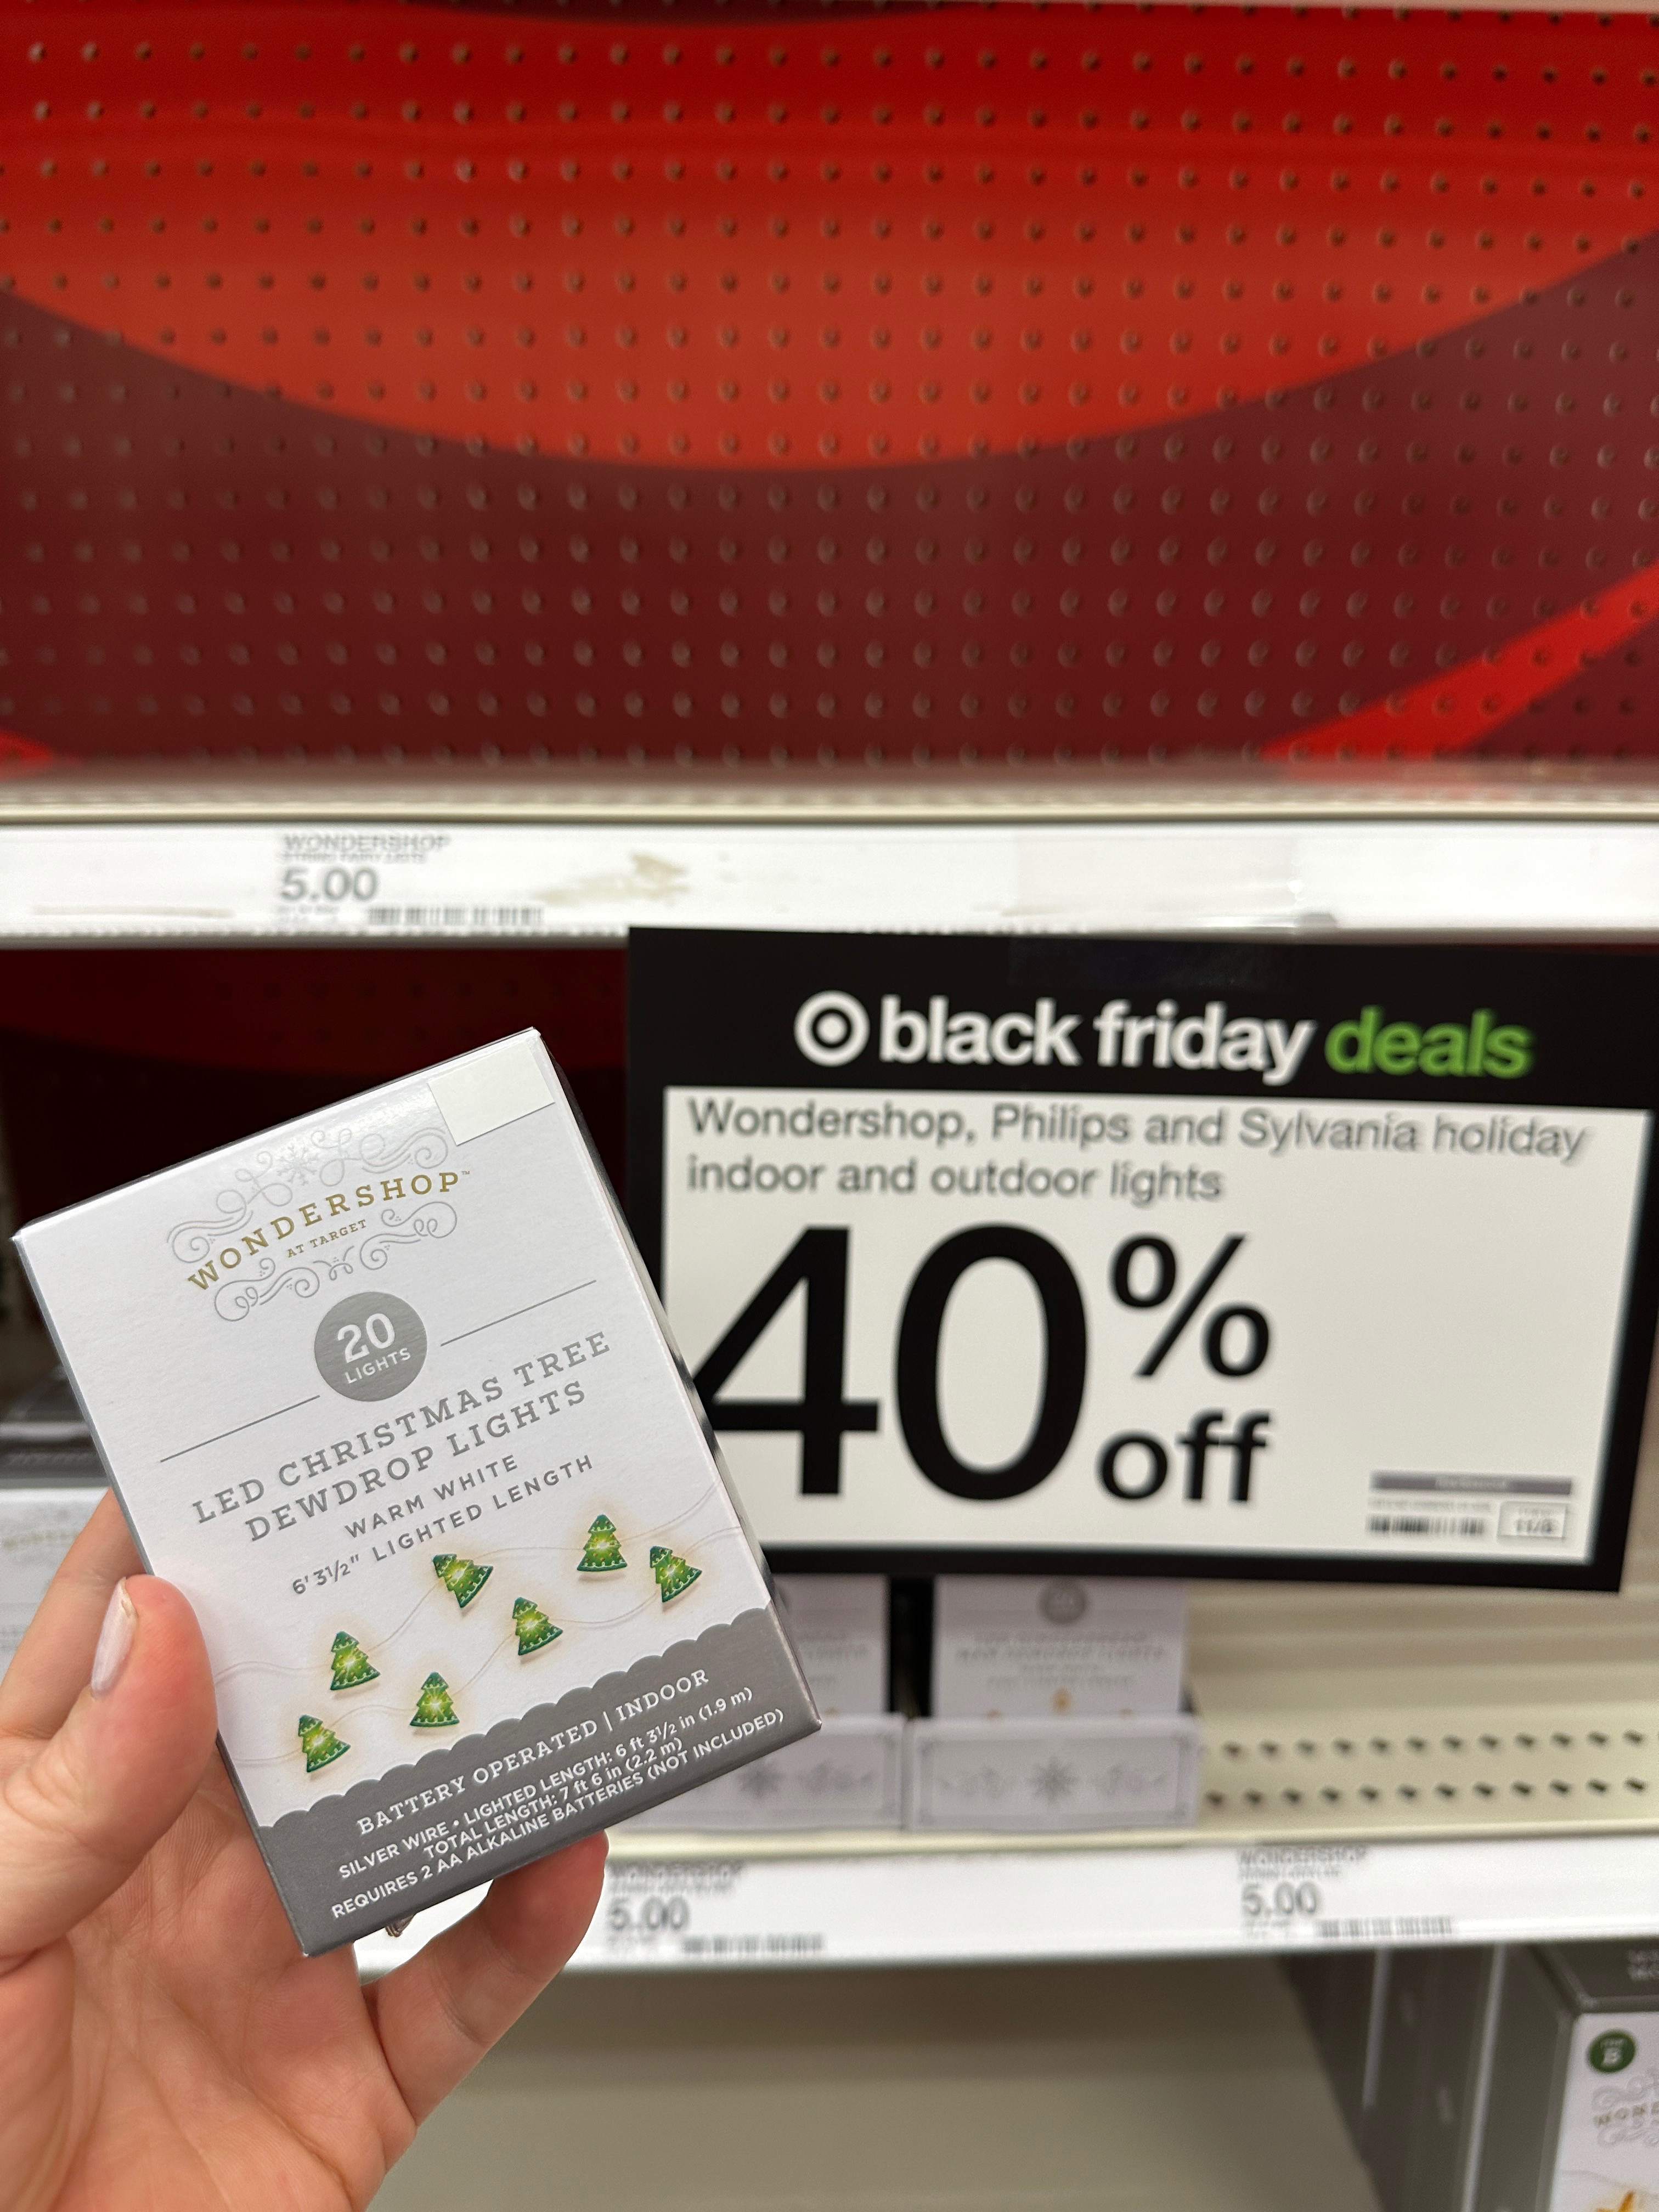 WONDERSHOP
5.00
black friday deals
Wondershop, Philips and Sylvania holiday
indoor and outdoor lights
40%
off
WONDERSHOP™
AT TARGET
20
LIGHTS
LED CHRISTMAS TREE
DEWDROP LIGHTS
WARM WHITE
6' 3½" LIGHTED LENGTH
BATTERY OPERATED | INDOOR
SILVER WIRE • LIGHTED LENGTH: 6 ft 3½ in (1.9 m)
TOTAL LENGTH: 7 ft 6 in (2.2 m)
REQUIRES 2 AA ALKALINE BATTERIES (NOT INCLUDED)
WONDERSHOP
5.00
WONDERSHOP
5.00
B